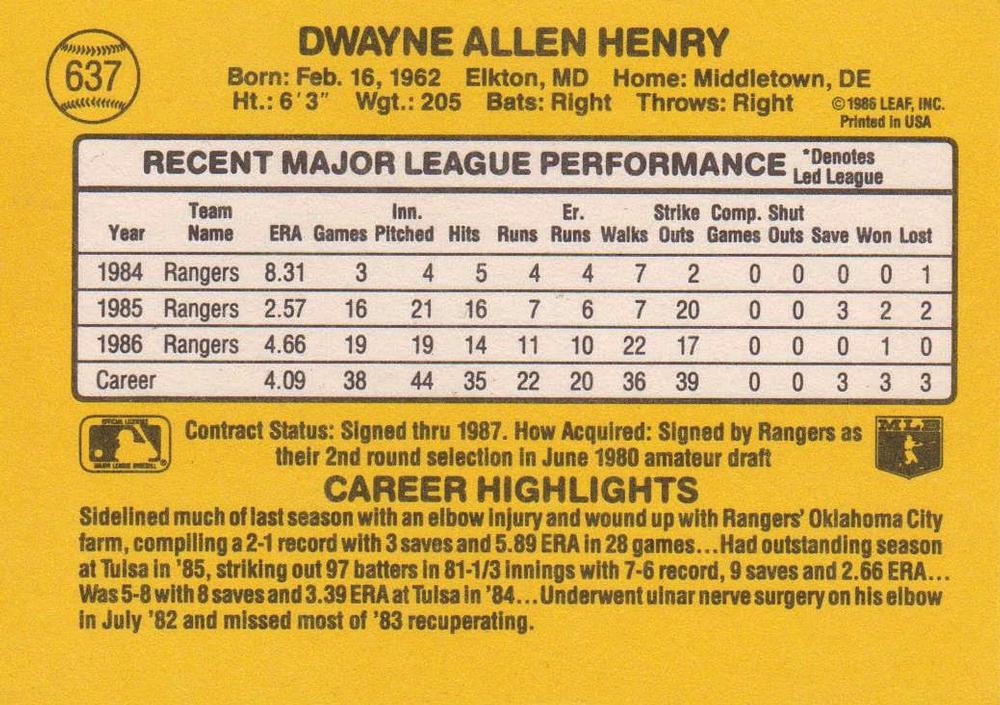 637
DWAYNE ALLEN HENRY
Born: Feb. 16, 1962 Elkton, MD Home: Middletown, DE
Ht.: 6'3" Wgt.: 205 Bats: Right Throws: Right ©1986 LEAF, INC.
Printed in USA
RECENT MAJOR LEAGUE PERFORMANCE *Denotes
Led League
Team Inn. Er. Strike Comp. Shut
Year Name ERA Games Pitched Hits Runs Runs Walks Outs Games Outs Save Won Lost
1984 Rangers 8.31 3 4 5 4 4 7 2 0 0 0 0 1
1985 Rangers 2.57 16 21 16 7 6 7 20 0 0 3 2 2
1986 Rangers 4.66 19 19 14 11 10 22 17 0 0 0 1 0
Career 4.09 38 44 35 22 20 36 39 0 0 3 3 3
OFFICIAL LICENSEE
MAJOR LEAGUE BASEBALL ®
Contract Status: Signed thru 1987. How Acquired: Signed by Rangers as
their 2nd round selection in June 1980 amateur draft
MLB
CAREER HIGHLIGHTS
Sidelined much of last season with an elbow injury and wound up with Rangers' Oklahoma City
farm, compiling a 2-1 record with 3 saves and 5.89 ERA in 28 games...Had outstanding season
at Tulsa in '85, striking out 97 batters in 81-1/3 innings with 7-6 record, 9 saves and 2.66 ERA...
Was 5-8 with 8 saves and 3.39 ERA at Tulsa in '84...Underwent ulnar nerve surgery on his elbow
in July '82 and missed most of '83 recuperating.